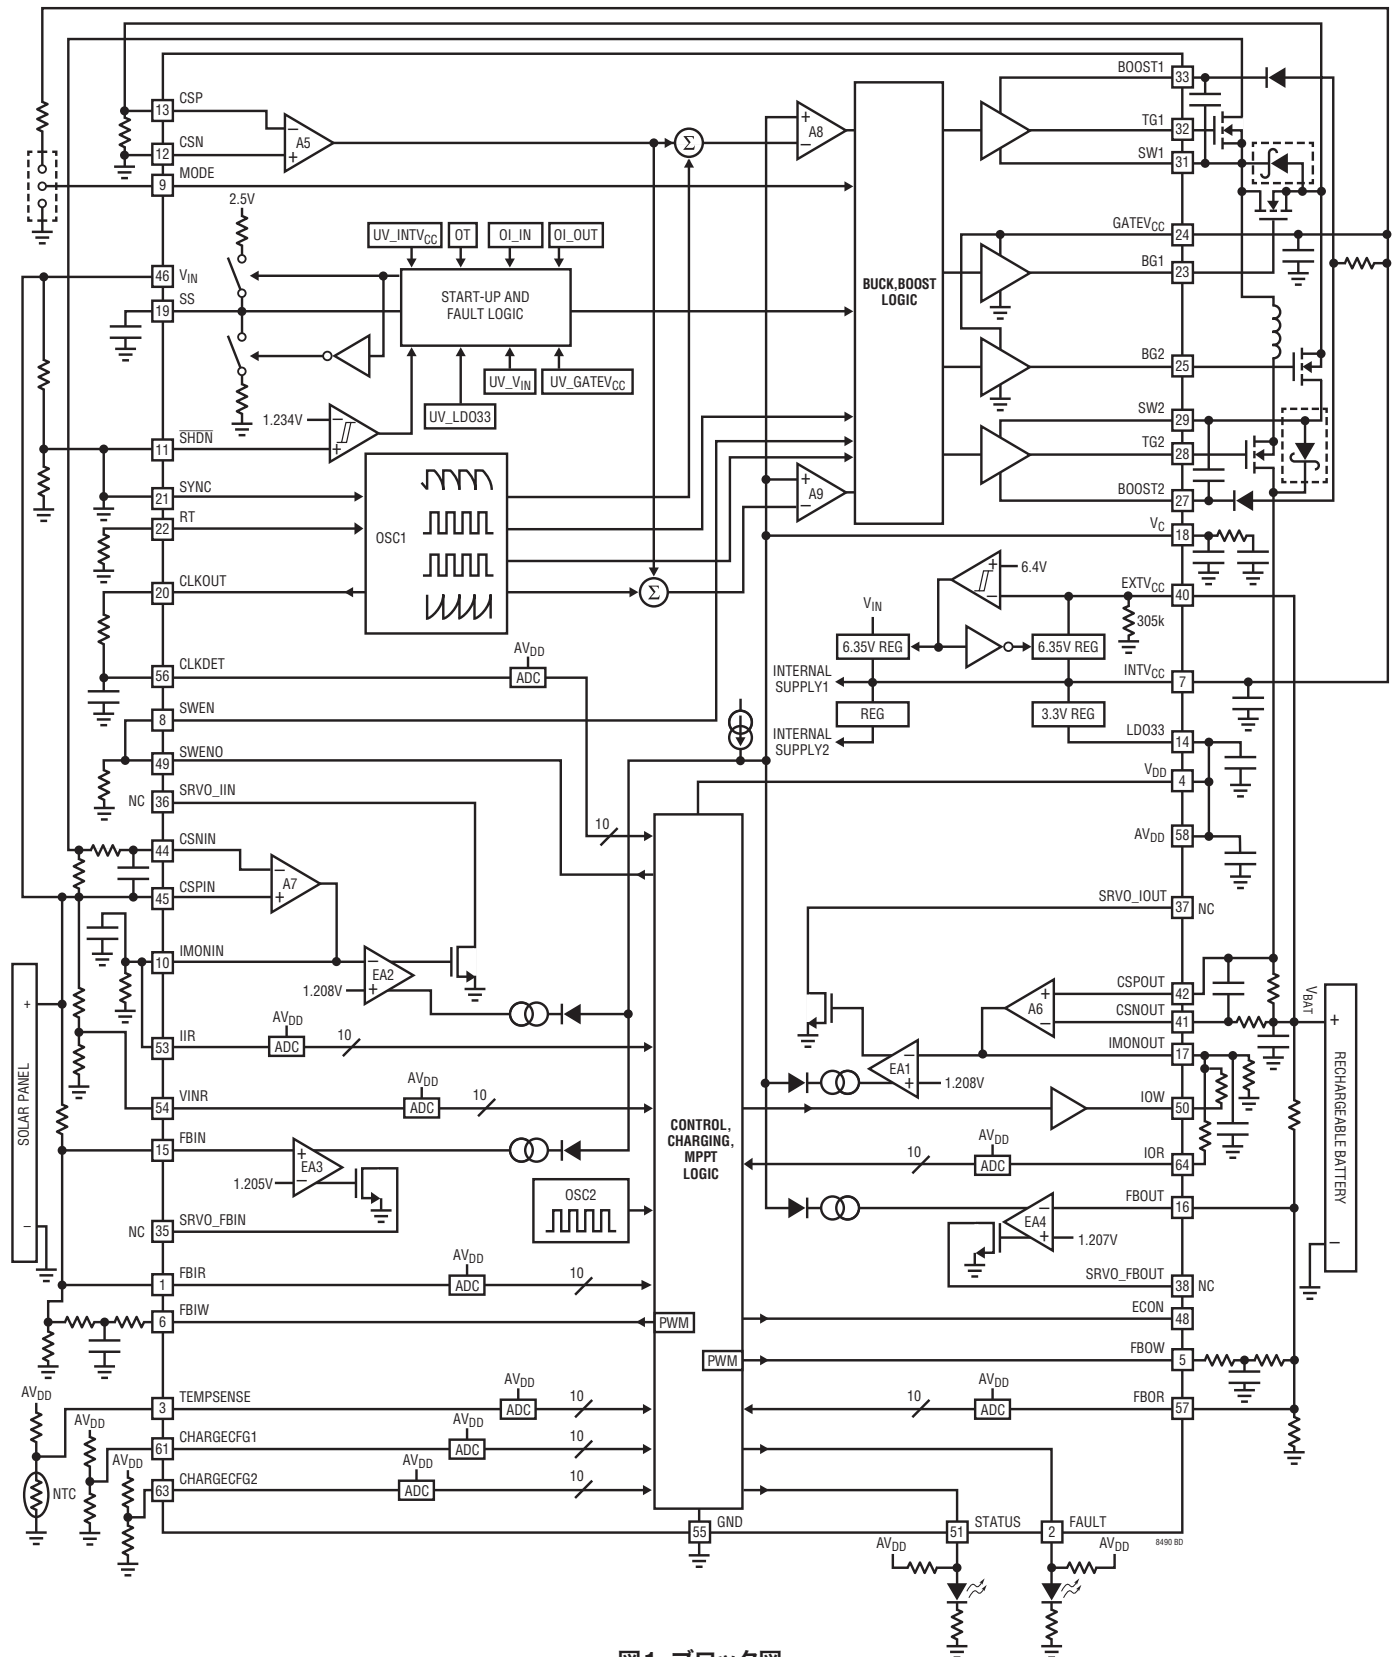 BOOST1
33
CSP
13
A5
CSN
12
MODE
9
Σ
A8
TG1
32
SW1
31
2.5V
UV_INTVCC
OT
OI_IN
OI_OUT
GATEVCC
24
BG1
23
VIN
46
SS
19
START-UP AND
FAULT LOGIC
BUCK,BOOST
LOGIC
BG2
25
UV_VIN
UV_GATEVCC
UV_LDO33
1.234V
SHDN
11
SW2
29
TG2
28
SYNC
21
A9
BOOST2
27
RT
22
OSC1
VC
18
CLKOUT
20
Σ
6.4V
EXTVCC
40
305k
VIN
6.35V REG
6.35V REG
CLKDET
56
AVDD
ADC
INTERNAL
SUPPLY1
INTVCC
7
SWEN
8
REG
3.3V REG
INTERNAL
SUPPLY2
LDO33
14
SWENO
49
VDD
4
NC
36
SRVO_IIN
10
AVDD
58
CSNIN
44
A7
CSPIN
45
SRVO_IOUT
37
NC
IMONIN
10
EA2
1.208V
CSPOUT
42
A6
CSNOUT
41
VBAT
IMONOUT
17
EA1
1.208V
IIR
53
AVDD
ADC
10
SOLAR PANEL
RECHARGEABLE BATTERY
VINR
54
AVDD
ADC
10
CONTROL,
CHARGING,
MPPT
LOGIC
IOW
50
FBIN
15
EA3
1.205V
IOR
64
AVDD
ADC
10
OSC2
FBOUT
16
EA4
1.207V
NC
35
SRVO_FBIN
SRVO_FBOUT
38
NC
FBIR
1
AVDD
ADC
10
FBIW
6
PWM
ECON
48
PWM
FBOW
5
AVDD
TEMPSENSE
3
AVDD
ADC
10
FBOR
57
AVDD
ADC
10
AVDD
CHARGECFG1
61
AVDD
ADC
10
AVDD
CHARGECFG2
63
AVDD
ADC
10
NTC
GND
55
STATUS
51
FAULT
2
8490 BD
AVDD
AVDD